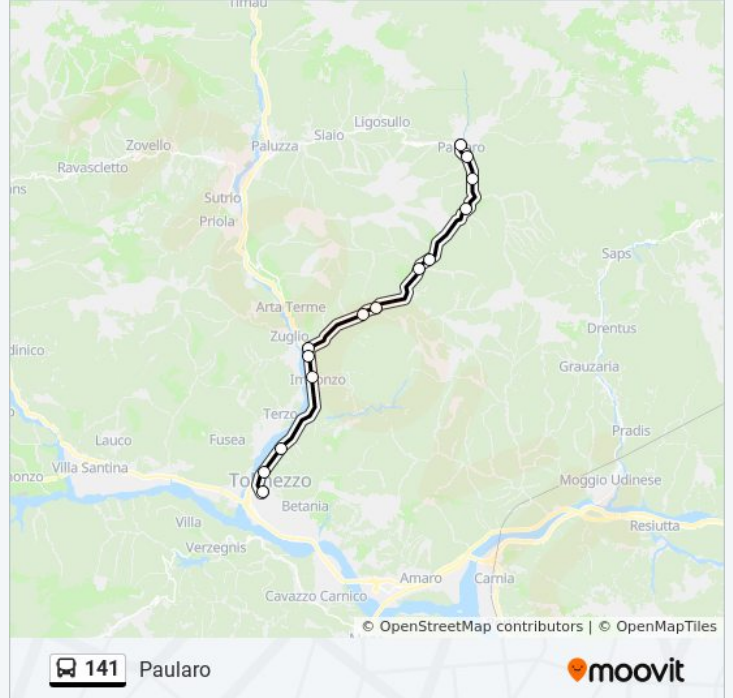 Timau
Ligosullo
Siaio
Zovello
Paluzza
Paularo
Ravascletto
Sutrio
Priola
Saps
Arta Terme
Zuglio
Drentus
Grauzaria
Imponzo
Terzo
Pradis
Lauco
Fusea
Villa Santina
Tolmezzo
Moggio Udinese
Betania
Villa
Resiutta
Verzegnis
Amaro
Carnia
Cavazzo Carnico
© OpenStreetMap contributors | © OpenMapTiles
141 Paularo
moovit